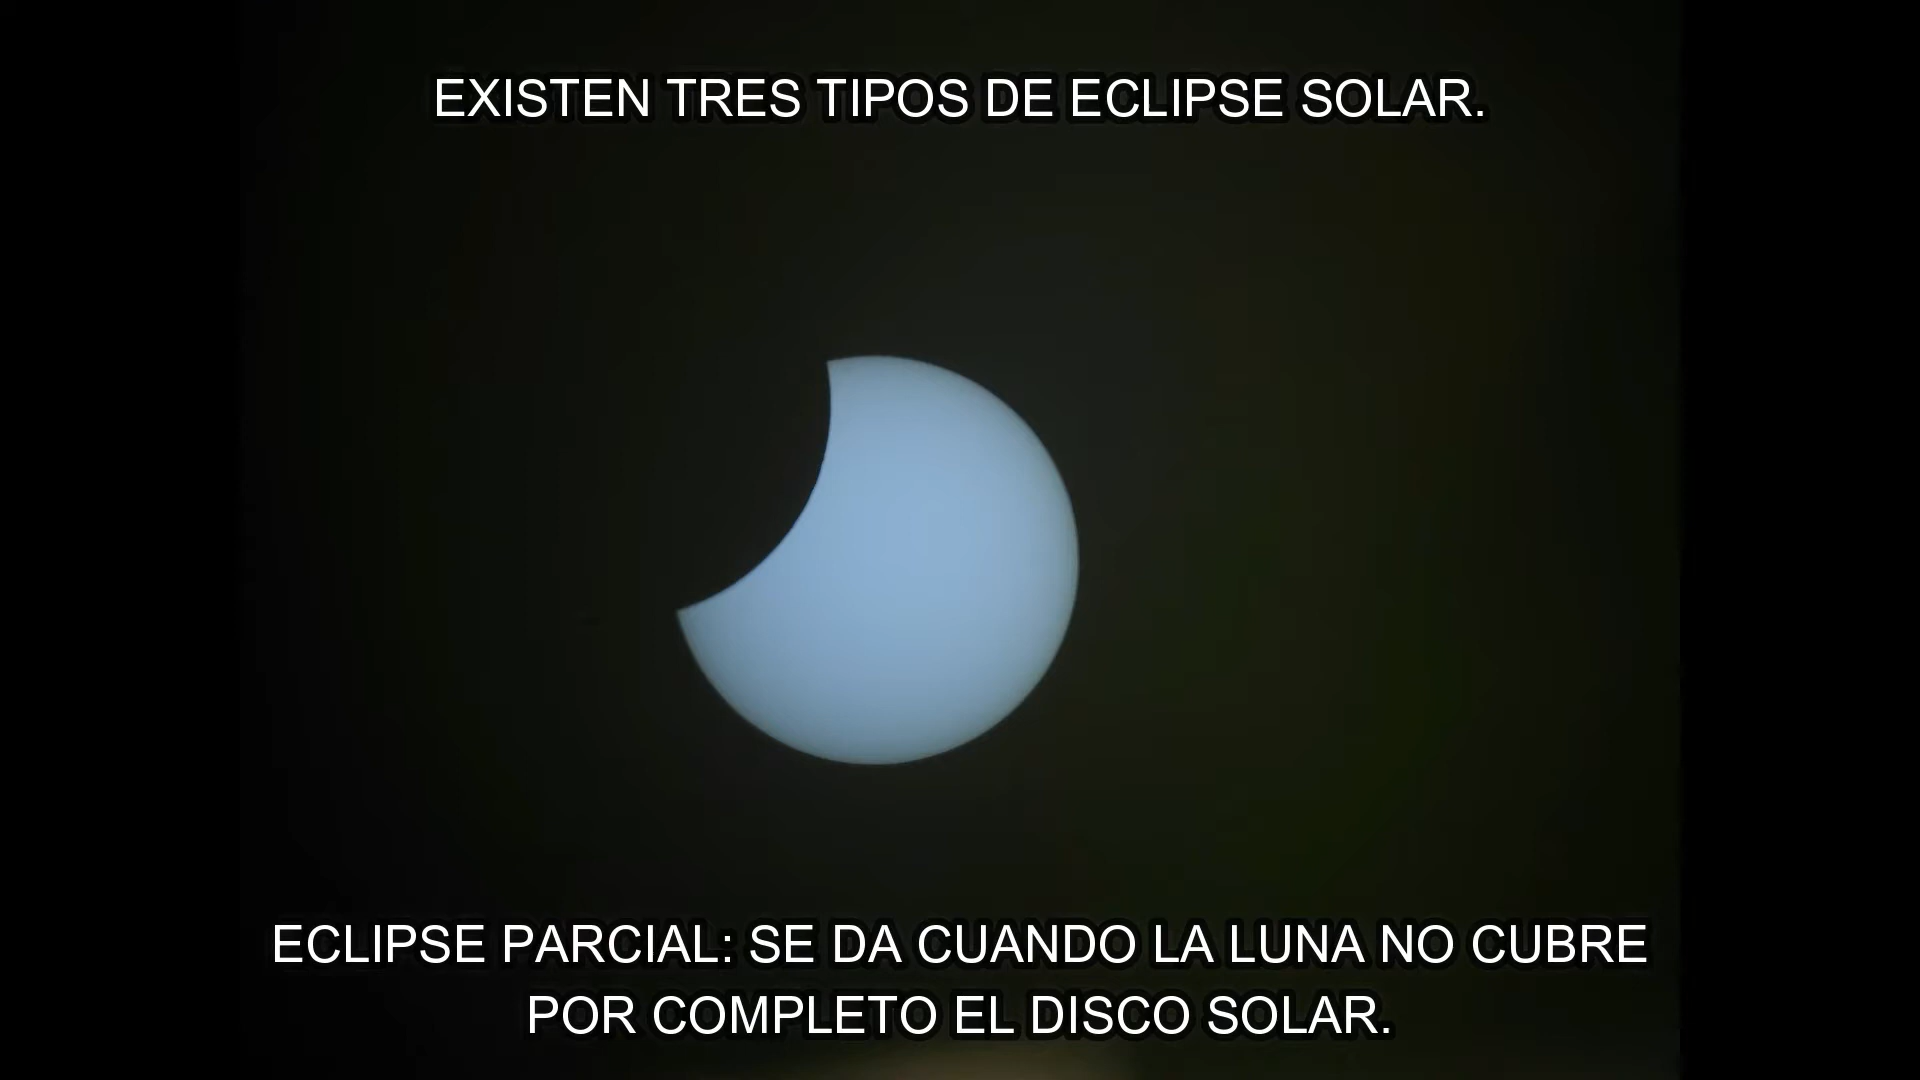 EXISTEN TRES TIPOS DE ECLIPSE SOLAR.
ECLIPSE PARCIAL: SE DA CUANDO LA LUNA NO CUBRE
POR COMPLETO EL DISCO SOLAR.